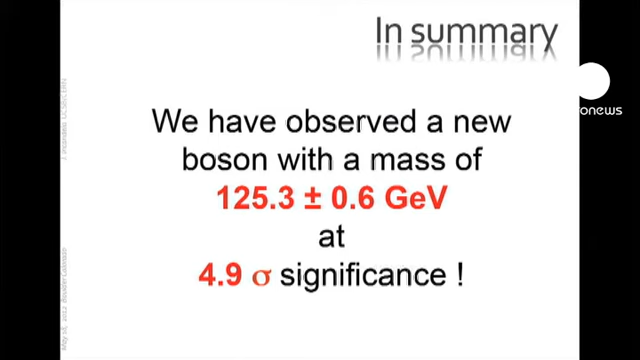 In summary
We have observed a new
boson with a mass of
125.3 ± 0.6 GeV
at
4.9 σ significance !
onews